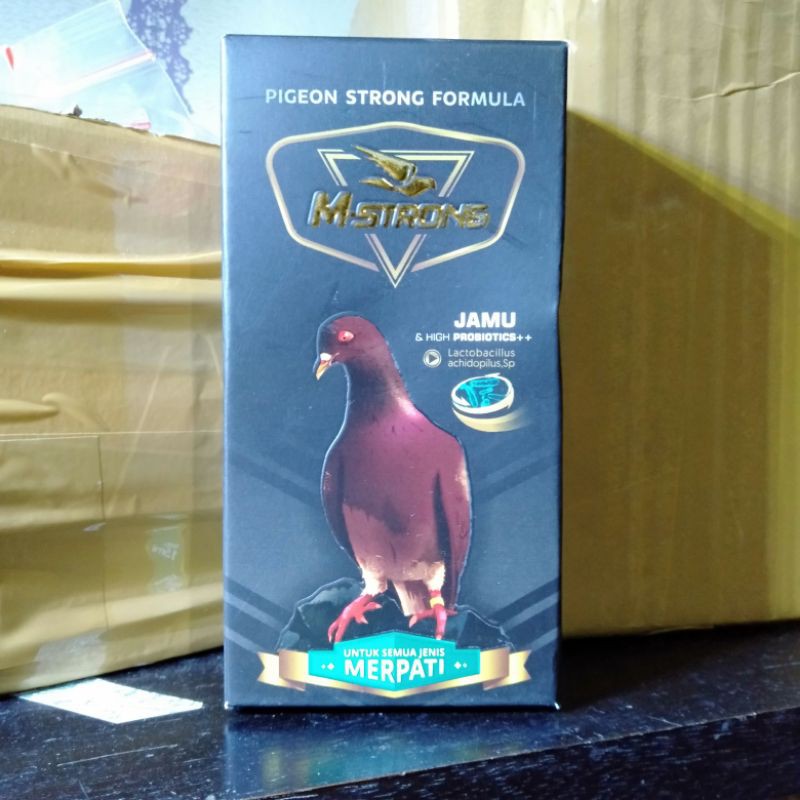 PIGEON STRONG FORMULA
M-STRONG
JAMU
& HIGH PROBIOTICS++
Lactobacillus
achidopilus,Sp
UNTUK SEMUA JENIS
MERPATI